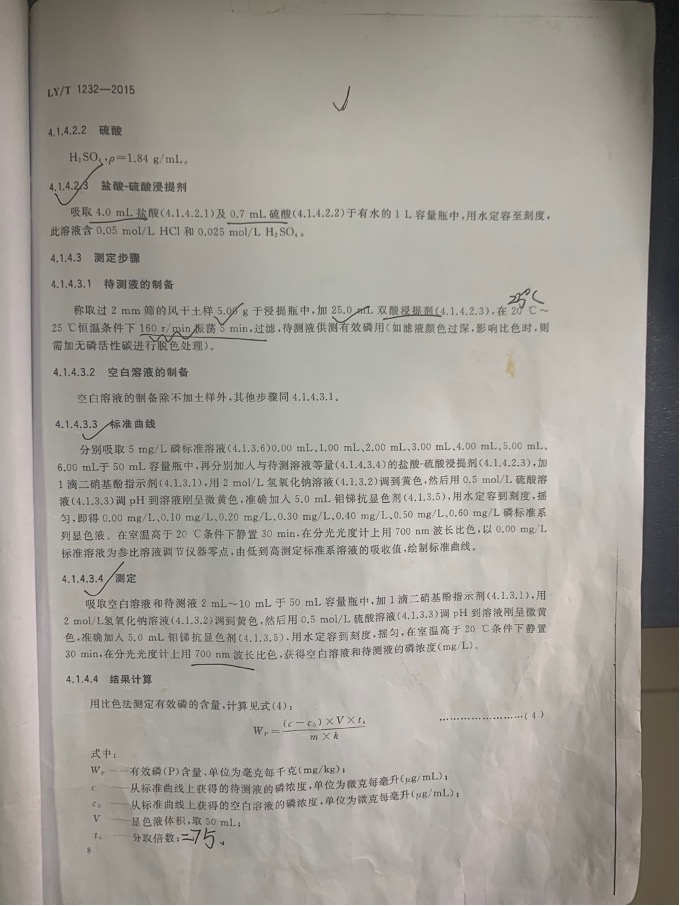 LY/T 1232—2015
4.1.4.2.2 硫酸
H₂SO₄,ρ=1.84 g/mL。
4.1.4.2.3 盐酸-硫酸浸提剂
吸取 4.0 mL 盐酸(4.1.4.2.1)及 0.7 mL 硫酸(4.1.4.2.2)于有水的 1 L 容量瓶中,用水定容至刻度,
此溶液含 0.05 mol/L HCl 和 0.025 mol/L H₂SO₄。
4.1.4.3 测定步骤
4.1.4.3.1 待测液的制备
25℃
称取过 2 mm 筛的风干土样 5.00 g 于浸提瓶中,加 25.0 mL 双酸浸提剂(4.1.4.2.3),在 20 ℃~
25 ℃恒温条件下 160 r/min 振荡 5 min,过滤,待测液供测有效磷用(如滤液颜色过深,影响比色时,则
需加无磷活性碳进行脱色处理)。
4.1.4.3.2 空白溶液的制备
空白溶液的制备除不加土样外,其他步骤同 4.1.4.3.1。
4.1.4.3.3 标准曲线
分别吸取 5 mg/L 磷标准溶液(4.1.3.6)0.00 mL、1.00 mL、2.00 mL、3.00 mL、4.00 mL、5.00 mL、
6.00 mL于 50 mL 容量瓶中,再分别加入与待测溶液等量(4.1.4.3.4)的盐酸-硫酸浸提剂(4.1.4.2.3),加
1 滴二硝基酚指示剂(4.1.3.1),用 2 mol/L 氢氧化钠溶液(4.1.3.2)调到黄色,然后用 0.5 mol/L 硫酸溶
液(4.1.3.3)调 pH 到溶液刚呈微黄色,准确加入 5.0 mL 钼锑抗显色剂(4.1.3.5),用水定容到刻度,摇
匀,即得 0.00 mg/L、0.10 mg/L、0.20 mg/L、0.30 mg/L、0.40 mg/L、0.50 mg/L、0.60 mg/L 磷标准系
列显色液。在室温高于 20 ℃条件下静置 30 min,在分光光度计上用 700 nm 波长比色,以 0.00 mg/L
标准溶液为参比溶液调节仪器零点,由低到高测定标准系溶液的吸收值,绘制标准曲线。
4.1.4.3.4 测定
吸取空白溶液和待测液 2 mL~10 mL 于 50 mL 容量瓶中,加 1 滴二硝基酚指示剂(4.1.3.1),用
2 mol/L氢氧化钠溶液(4.1.3.2)调到黄色,然后用 0.5 mol/L 硫酸溶液(4.1.3.3)调 pH 到溶液刚呈微黄
色,准确加入 5.0 mL 钼锑抗显色剂(4.1.3.5),用水定容到刻度,摇匀,在室温高于 20 ℃条件下静置
30 min,在分光光度计上用 700 nm 波长比色,获得空白溶液和待测液的磷浓度(mg/L)。
4.1.4.4 结果计算
用比色法测定有效磷的含量,计算见式(4):
Wₚ=(c-c₀)×V×tₛ/m×k ……………………(4)
式中:
Wₚ——有效磷(P)含量,单位为毫克每千克(mg/kg);
c ——从标准曲线上获得的待测液的磷浓度,单位为微克每毫升(μg/mL);
c₀ ——从标准曲线上获得的空白溶液的磷浓度,单位为微克每毫升(μg/mL);
V ——显色液体积,取 50 mL;
tₛ ——分取倍数;=75.
8